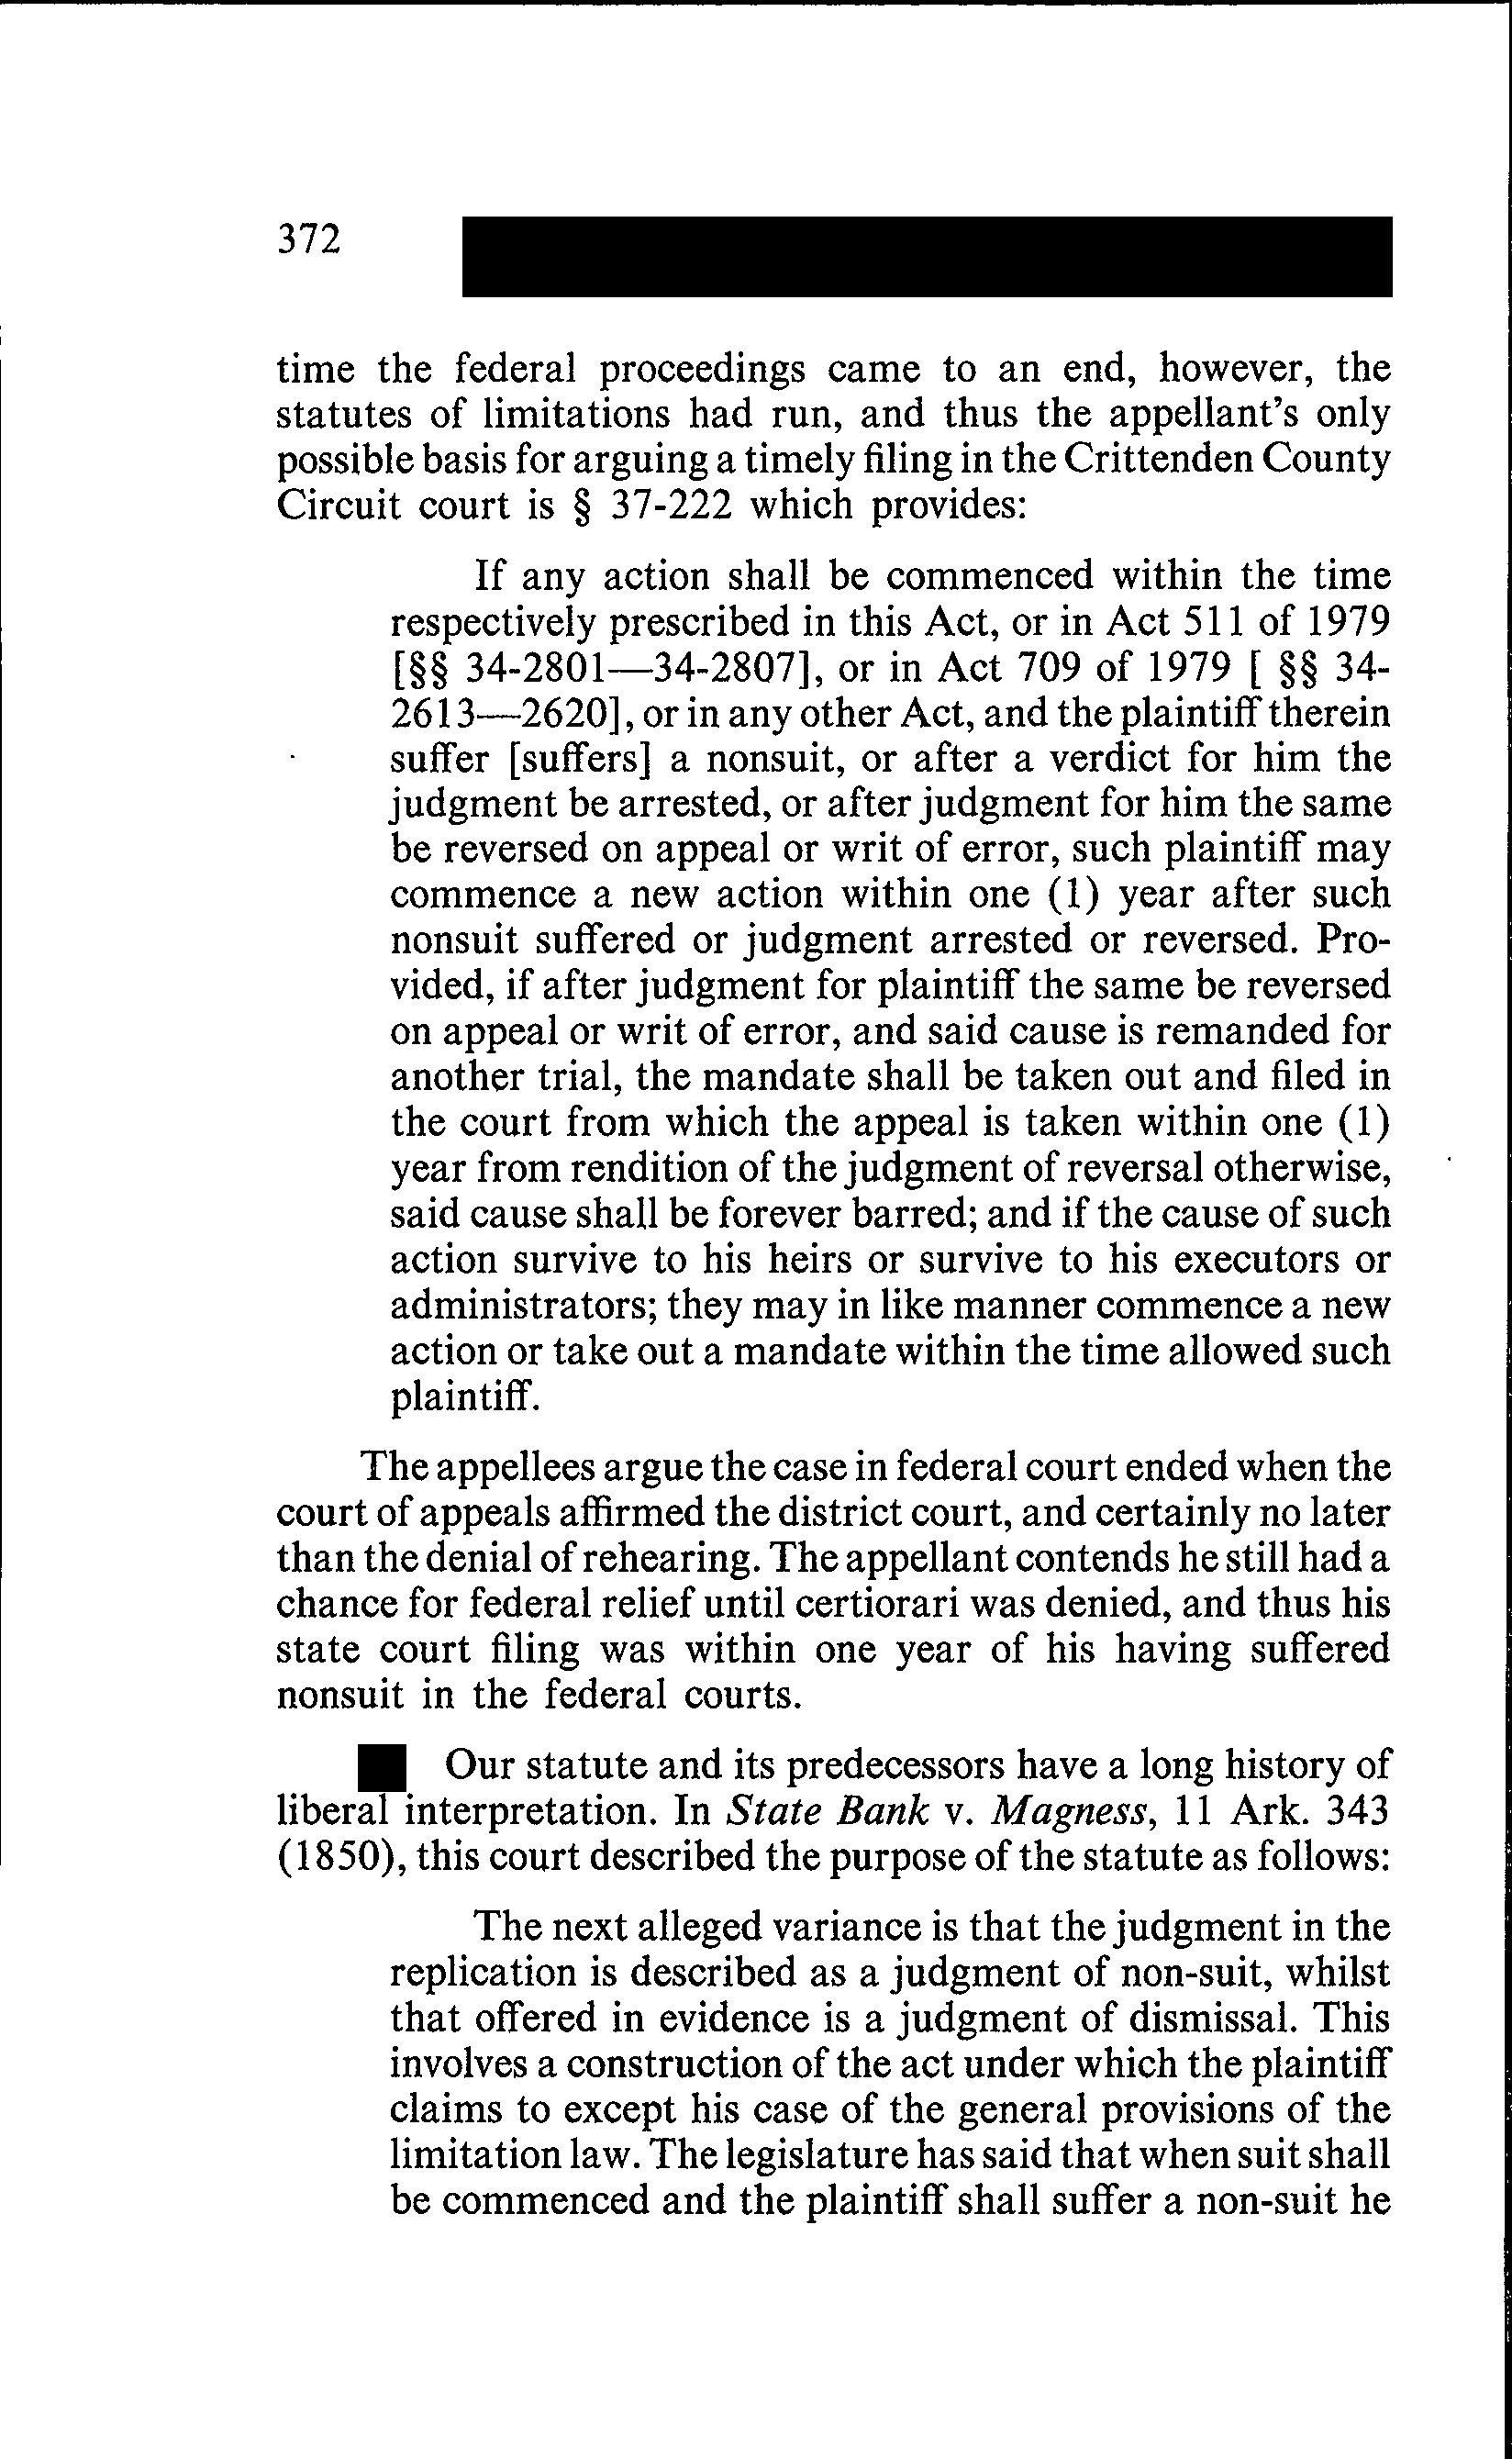 372
time the federal proceedings came to an end, however, the
statutes of limitations had run, and thus the appellant's only
possible basis for arguing a timely filing in the Crittenden County
Circuit court is § 37-222 which provides:
If any action shall be commenced within the time
respectively prescribed in this Act, or in Act 511 of 1979
[§§ 34-2801—34-2807], or in Act 709 of 1979 [ §§ 34-
2613—2620], or in any other Act, and the plaintiff therein
suffer [suffers] a nonsuit, or after a verdict for him the
judgment be arrested, or after judgment for him the same
be reversed on appeal or writ of error, such plaintiff may
commence a new action within one (1) year after such
nonsuit suffered or judgment arrested or reversed. Pro-
vided, if after judgment for plaintiff the same be reversed
on appeal or writ of error, and said cause is remanded for
another trial, the mandate shall be taken out and filed in
the court from which the appeal is taken within one (1)
year from rendition of the judgment of reversal otherwise,
said cause shall be forever barred; and if the cause of such
action survive to his heirs or survive to his executors or
administrators; they may in like manner commence a new
action or take out a mandate within the time allowed such
plaintiff.
The appellees argue the case in federal court ended when the
court of appeals affirmed the district court, and certainly no later
than the denial of rehearing. The appellant contends he still had a
chance for federal relief until certiorari was denied, and thus his
state court filing was within one year of his having suffered
nonsuit in the federal courts.
Our statute and its predecessors have a long history of
liberal interpretation. In State Bank v. Magness, 11 Ark. 343
(1850), this court described the purpose of the statute as follows:
The next alleged variance is that the judgment in the
replication is described as a judgment of non-suit, whilst
that offered in evidence is a judgment of dismissal. This
involves a construction of the act under which the plaintiff
claims to except his case of the general provisions of the
limitation law. The legislature has said that when suit shall
be commenced and the plaintiff shall suffer a non-suit he